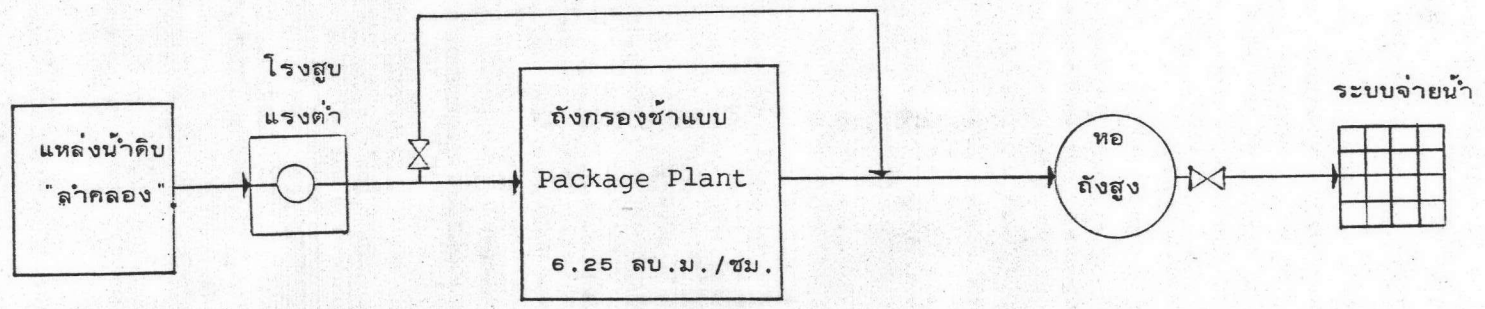 แหล่งน้ำดิบ
"ลำคลอง"
โรงสูบ
แรงต่ำ
ถังกรองช้าแบบ
Package Plant
6.25 ลบ.ม./ชม.
หอ
ถังสูง
ระบบจ่ายน้ำ